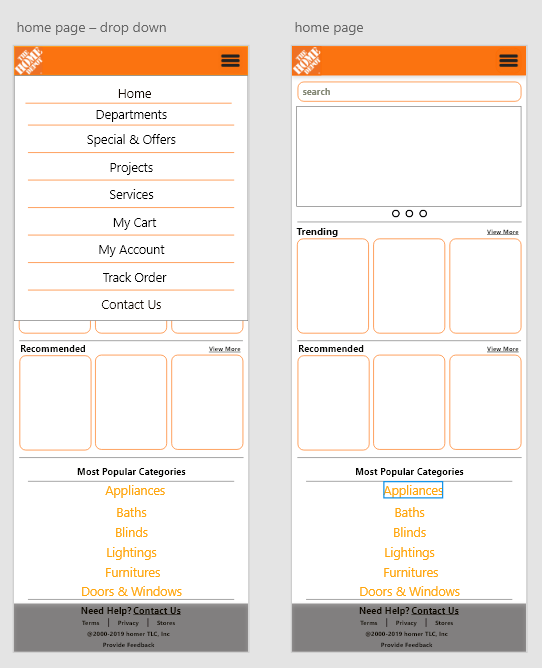 home page – drop down
THE HOME DEPOT
Home
Departments
Special & Offers
Projects
Services
My Cart
My Account
Track Order
Contact Us
Recommended View More
Most Popular Categories
Appliances
Baths
Blinds
Lightings
Furnitures
Doors & Windows
Need Help? Contact Us
Terms | Privacy | Stores
@2000-2019 homer TLC, Inc
Provide Feedback
home page
THE HOME DEPOT
search
Trending View More
Recommended View More
Most Popular Categories
Appliances
Baths
Blinds
Lightings
Furnitures
Doors & Windows
Need Help? Contact Us
Terms | Privacy | Stores
@2000-2019 homer TLC, Inc
Provide Feedback